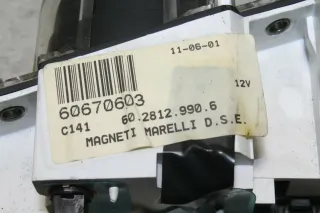 11-06-01
12V
60670603
C141 60.2812.990.6
MAGNETI MARELLI D.S.E.